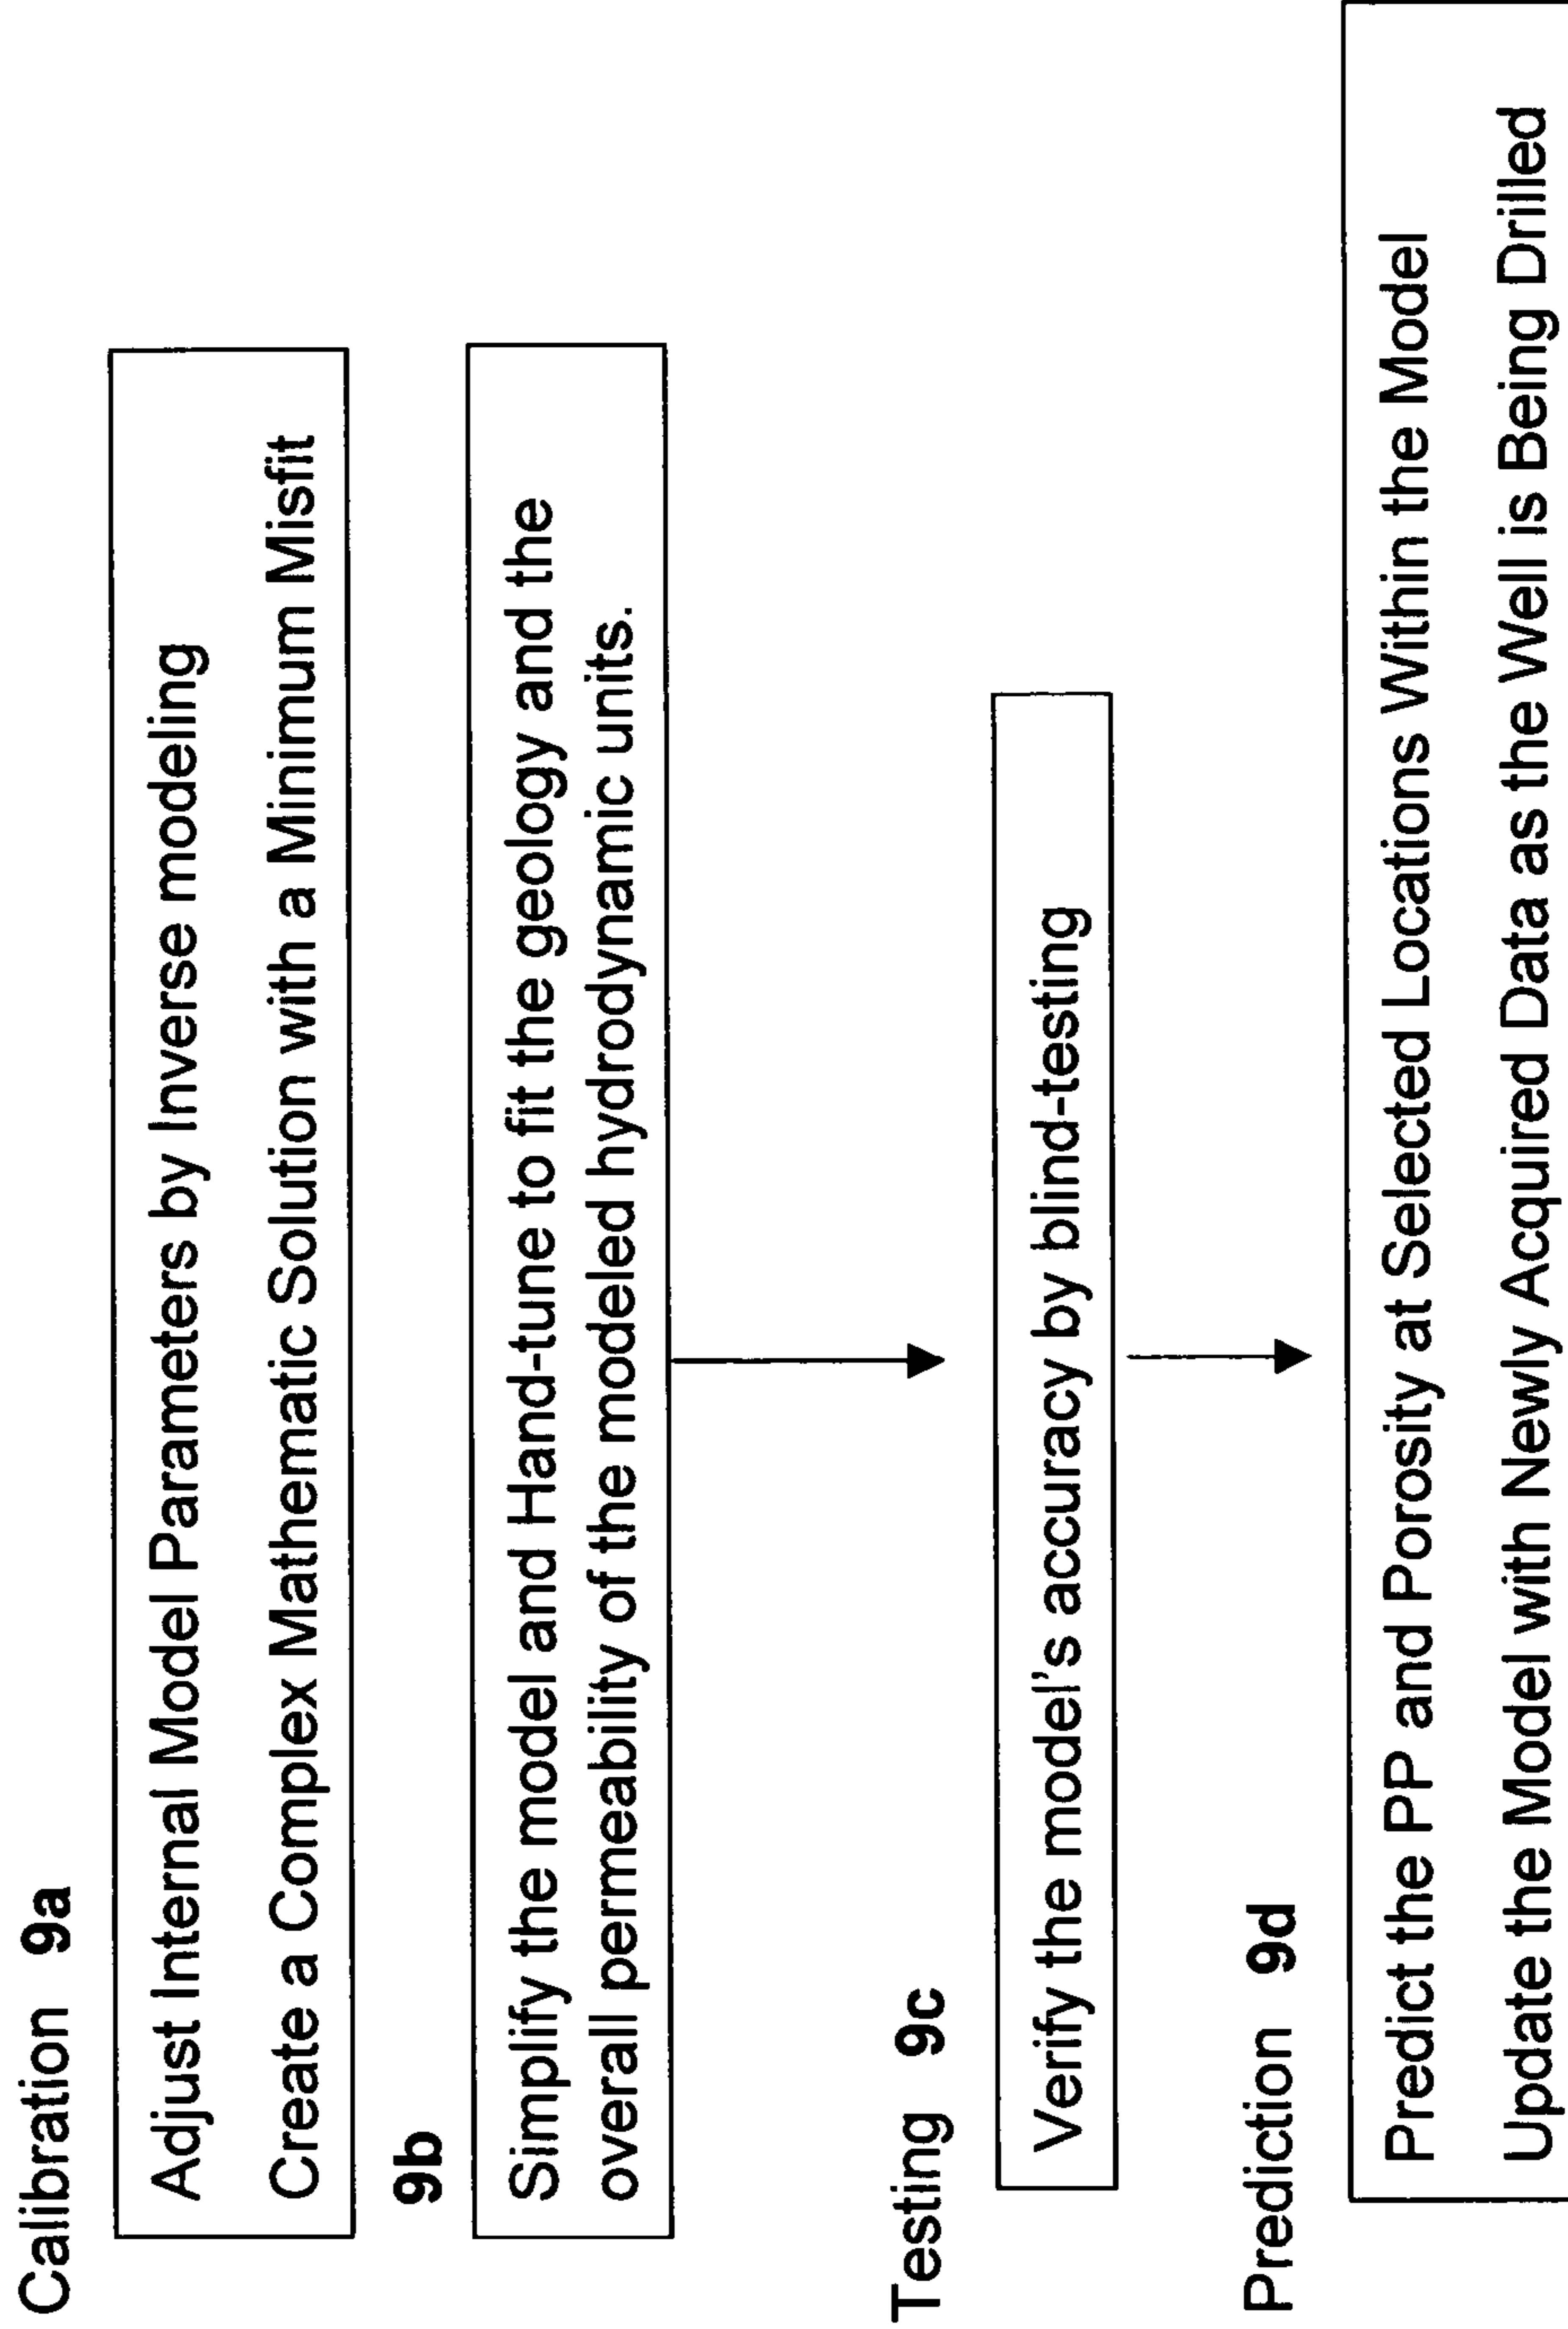 Calibration 9a
Adjust Internal Model Parameters by Inverse modeling
Create a Complex Mathematic Solution with a Minimum Misfit
9b
Simplify the model and Hand-tune to fit the geology and the
overall permeability of the modeled hydrodynamic units.
Testing 9c
Verify the model's accuracy by blind-testing
Prediction 9d
Predict the PP and Porosity at Selected Locations Within the Model
Update the Model with Newly Acquired Data as the Well is Being Drilled